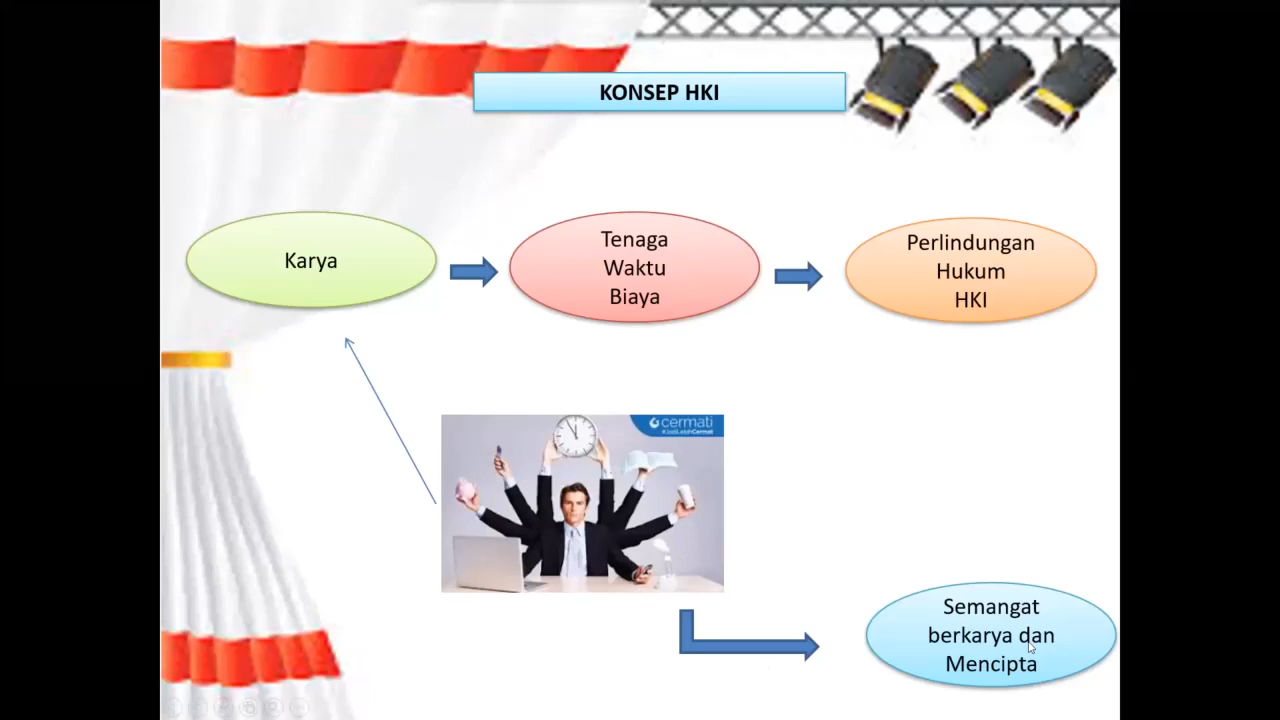 KONSEP HKI
Karya
Tenaga
Waktu
Biaya
Perlindungan
Hukum
HKI
cermati
Semangat
berkarya dan
Mencipta